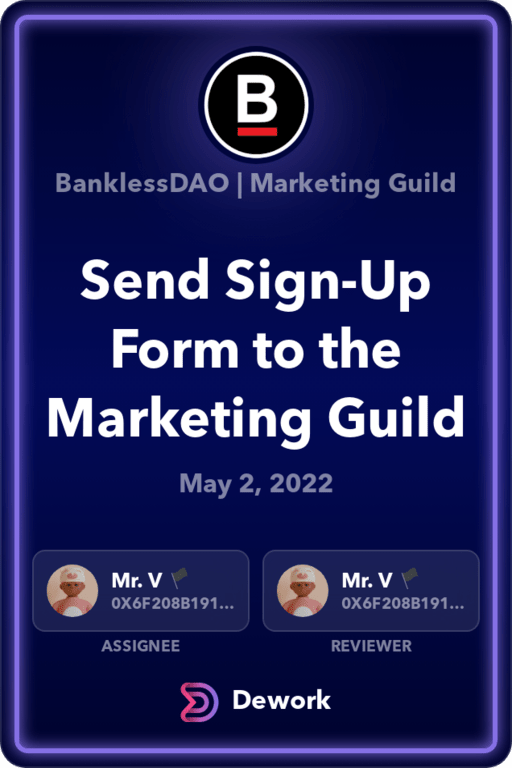 B
BanklessDAO | Marketing Guild
Send Sign-Up
Form to the
Marketing Guild
May 2, 2022
Mr. V 🏴
0X6F208B191...
ASSIGNEE
Mr. V 🏴
0X6F208B191...
REVIEWER
Dework